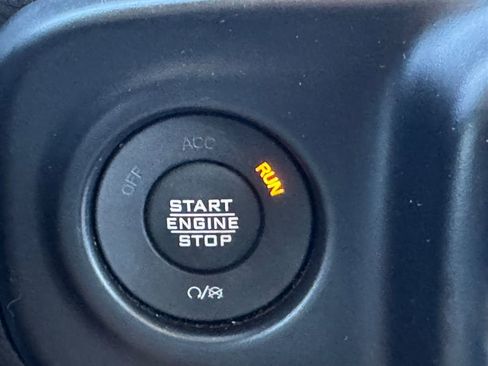 ACC
OFF
RUN
START
ENGINE
STOP